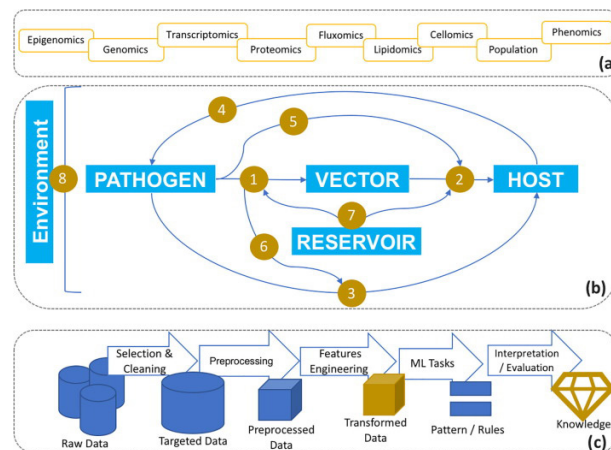 Epigenomics
Genomics
Transcriptomics
Proteomics
Fluxomics
Lipidomics
Cellomics
Population
Phenomics
(a)
Environment
8
4
5
PATHOGEN
1
VECTOR
2
HOST
7
RESERVOIR
6
3
(b)
Selection &
Cleaning
Preprocessing
Features
Engineering
ML Tasks
Interpretation
/ Evaluation
Raw Data
Targeted Data
Preprocessed
Data
Transformed
Data
Pattern / Rules
Knowledge
(c)